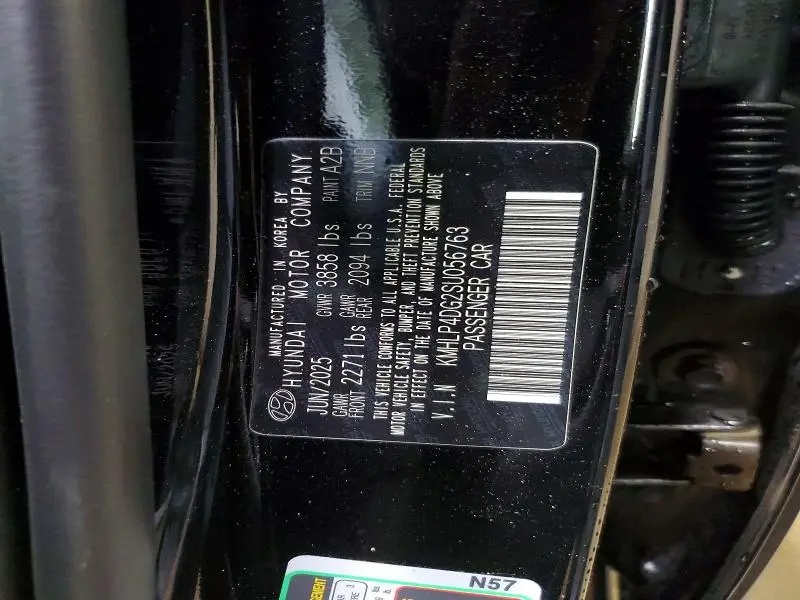 MANUFACTURED IN KOREA BY
HYUNDAI MOTOR COMPANY
JUN/2025 GVWR 3858 lbs PAINT A2B
GAWR FRONT 2271 lbs GAWR REAR 2094 lbs TRIM NNB
THIS VEHICLE CONFORMS TO ALL APPLICABLE U.S.A. FEDERAL
MOTOR VEHICLE SAFETY, BUMPER, AND THEFT PREVENTION STANDARDS
IN EFFECT ON THE DATE OF MANUFACTURE SHOWN ABOVE
V.I.N KMHLP4DG2SU056763
PASSENGER CAR
N57